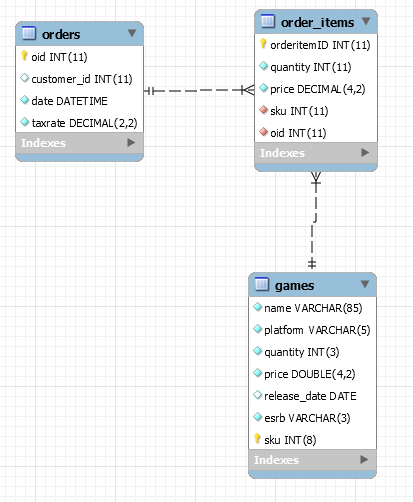 orders
oid INT(11)
customer_id INT(11)
date DATETIME
taxrate DECIMAL(2,2)
Indexes
order_items
orderitemID INT(11)
quantity INT(11)
price DECIMAL(4,2)
sku INT(11)
oid INT(11)
Indexes
games
name VARCHAR(85)
platform VARCHAR(5)
quantity INT(3)
price DOUBLE(4,2)
release_date DATE
esrb VARCHAR(3)
sku INT(8)
Indexes